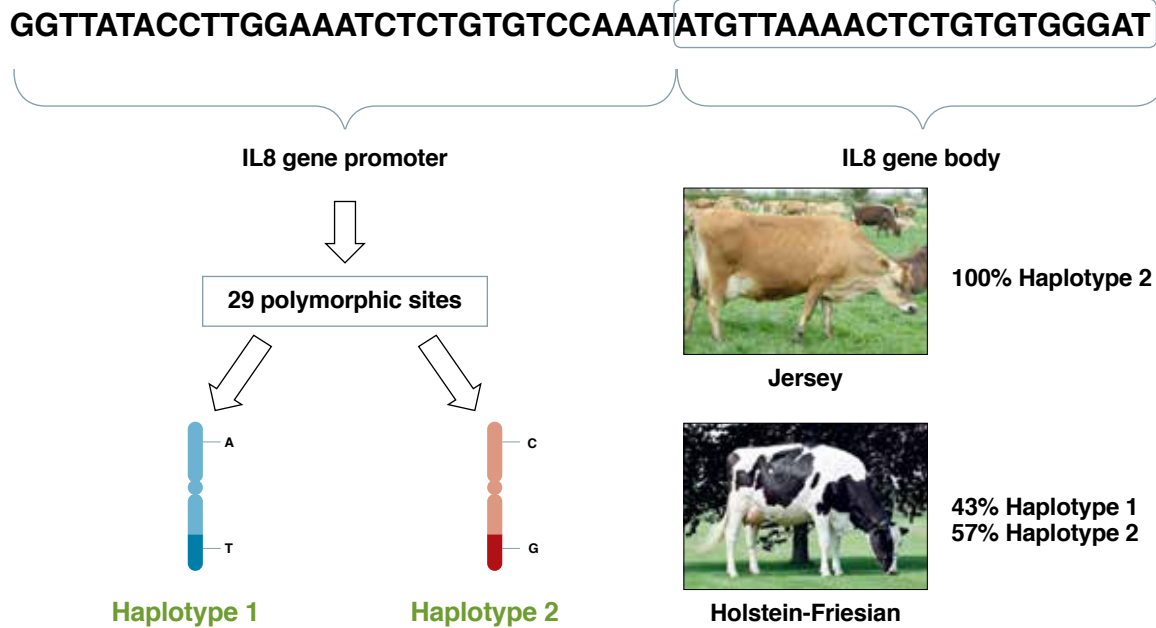 GGTTATACCTTGGAAATCTCTGTGTCCAAATATGTTAAAACTCTGTGTGGGAT
IL8 gene promoter
IL8 gene body
29 polymorphic sites
A
T
Haplotype 1
C
G
Haplotype 2
100% Haplotype 2
Jersey
43% Haplotype 1
57% Haplotype 2
Holstein-Friesian